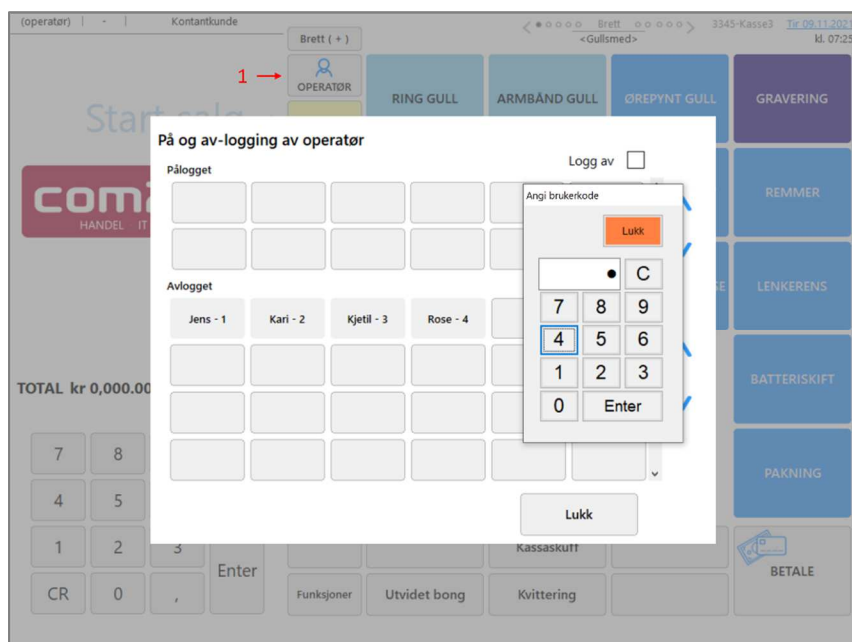 (operatør) | - | Kontantkunde
Brett ( + )
Brett
<Gullsmed>
3345-Kasse3 Tir 09.11.2021
kl. 07:25
1
OPERATØR
RING GULL
ARMBÅND GULL
ØREPYNT GULL
GRAVERING
Start salg
På og av-logging av operatør
Pålogget
Logg av
Angi brukerkode
Lukk
REMMER
HANDEL IT
● C
7 8 9
4 5 6
1 2 3
0 Enter
Avlogget
Jens - 1
Kari - 2
Kjetil - 3
Rose - 4
SE
LENKERENS
BATTERISKIFT
TOTAL kr 0,000.00
PAKNING
Lukk
7 8
4 5
1 2 3
Enter
CR 0 ,
Kassaskuff
Funksjoner
Utvidet bong
Kvittering
BETALE